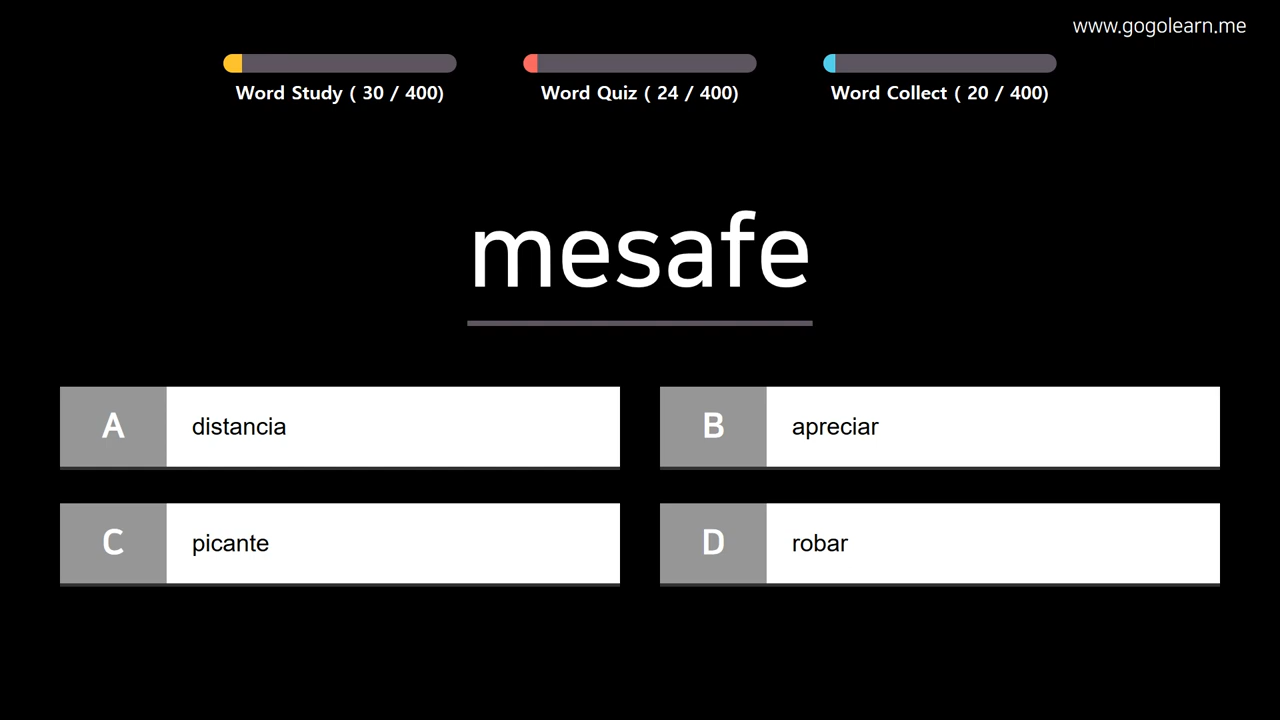 www.gogolearn.me
Word Study ( 30 / 400)
Word Quiz ( 24 / 400)
Word Collect ( 20 / 400)
mesafe
A distancia
B apreciar
C picante
D robar